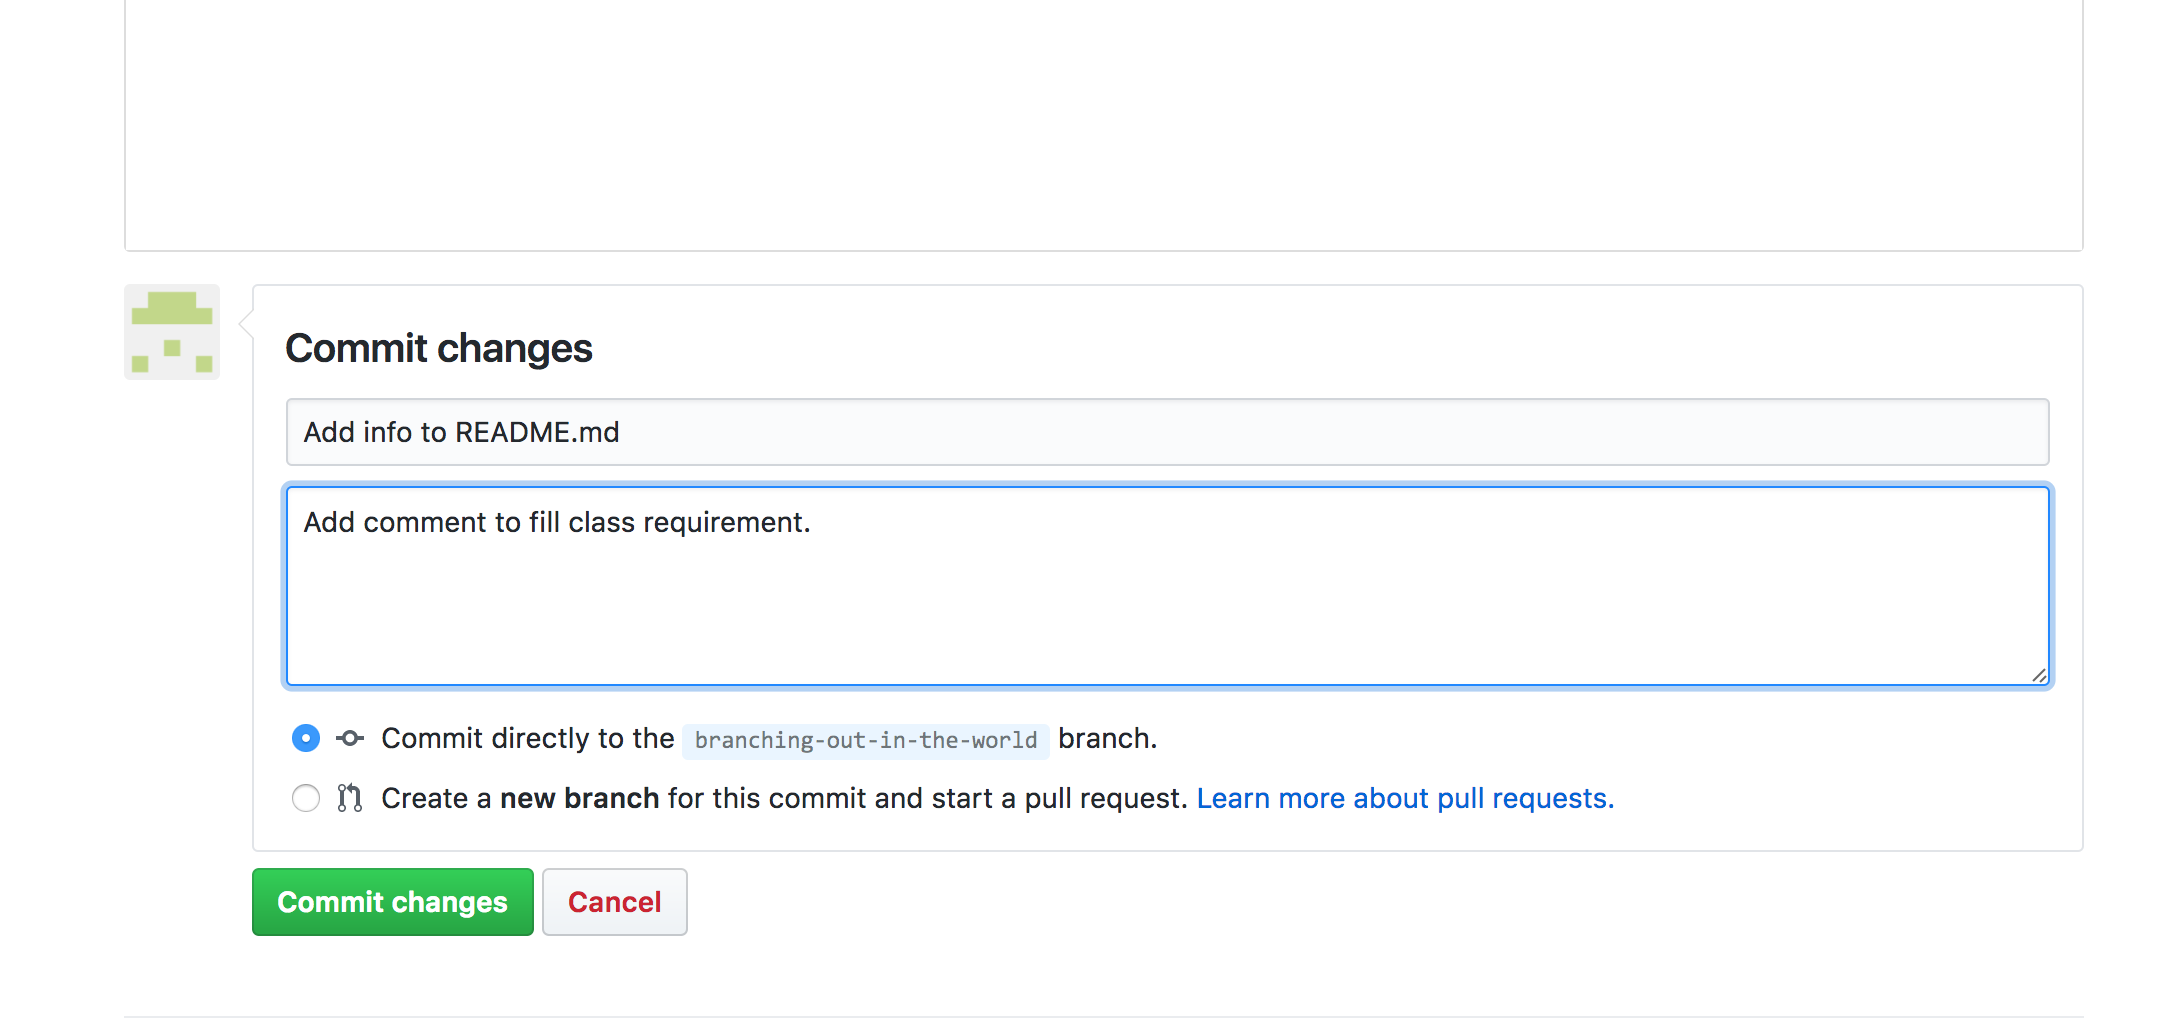 Commit changes
Add info to README.md
Add comment to fill class requirement.
Commit directly to the branching-out-in-the-world branch.
Create a new branch for this commit and start a pull request. Learn more about pull requests.
Commit changes Cancel